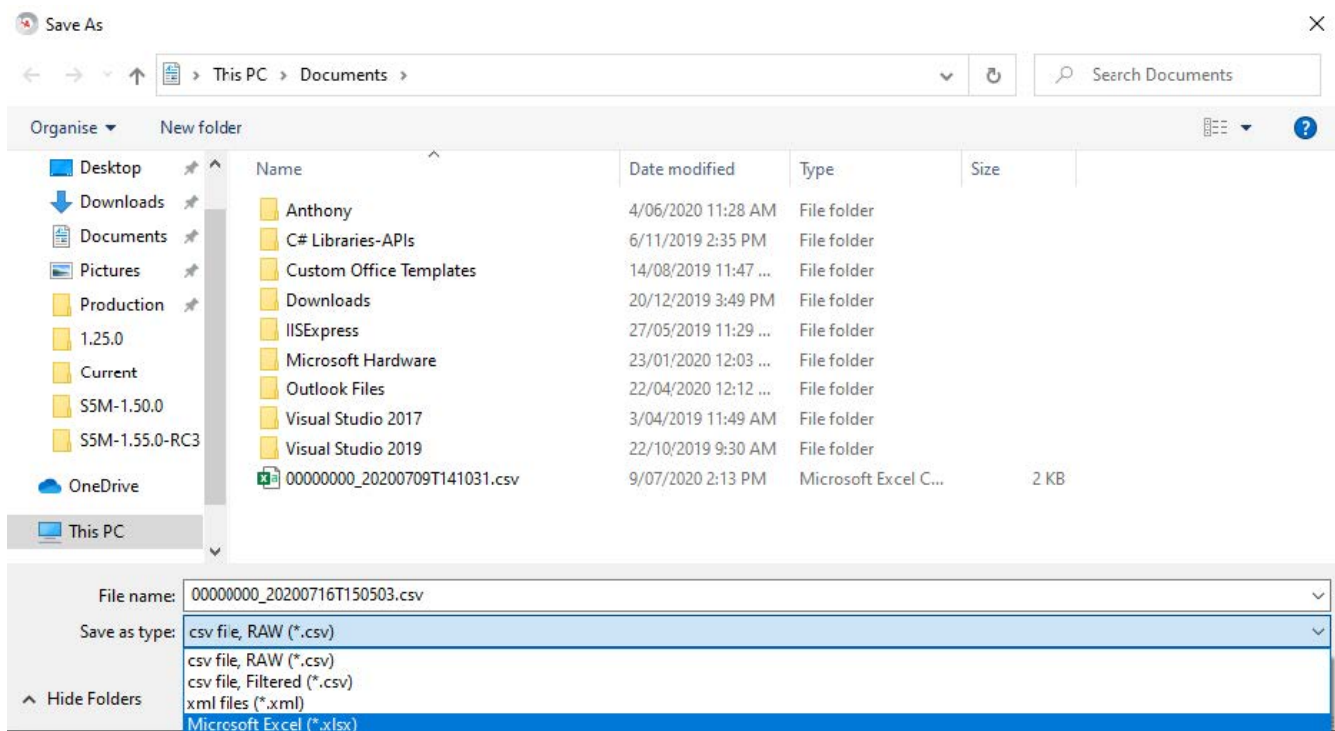 Save As
This PC > Documents >
Search Documents
Organise
New folder
Desktop
Downloads
Documents
Pictures
Production
1.25.0
Current
S5M-1.50.0
S5M-1.55.0-RC3
OneDrive
This PC
Name Date modified Type Size
Anthony 4/06/2020 11:28 AM File folder
C# Libraries-APIs 6/11/2019 2:35 PM File folder
Custom Office Templates 14/08/2019 11:47 ... File folder
Downloads 20/12/2019 3:49 PM File folder
IISExpress 27/05/2019 11:29 ... File folder
Microsoft Hardware 23/01/2020 12:03 ... File folder
Outlook Files 22/04/2020 12:12 ... File folder
Visual Studio 2017 3/04/2019 11:49 AM File folder
Visual Studio 2019 22/10/2019 9:30 AM File folder
00000000_20200709T141031.csv 9/07/2020 2:13 PM Microsoft Excel C... 2 KB
File name: 00000000_20200716T150503.csv
Save as type: csv file, RAW (*.csv)
csv file, RAW (*.csv)
csv file, Filtered (*.csv)
xml files (*.xml)
Microsoft Excel (*.xlsx)
Hide Folders